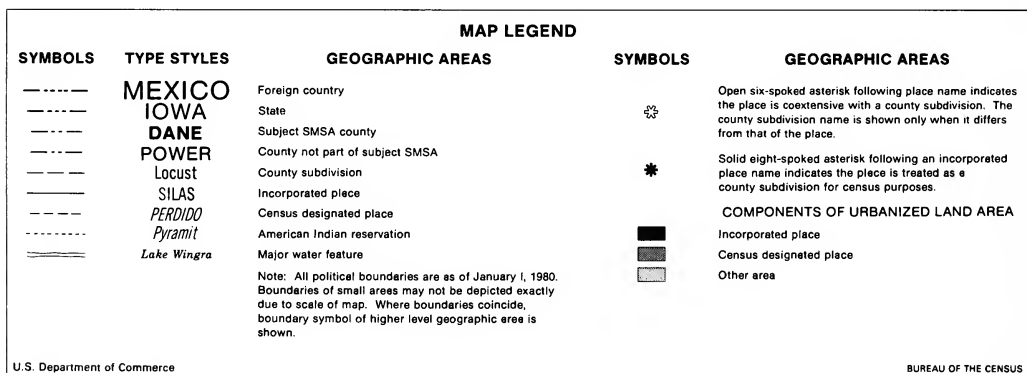 MAP LEGEND
SYMBOLS TYPE STYLES GEOGRAPHIC AREAS
MEXICO Foreign country
IOWA State
DANE Subject SMSA county
POWER County not part of subject SMSA
Locust County subdivision
SILAS Incorporated place
PERDIDO Census designated place
Pyramit American Indian reservation
Lake Wingra Major water feature
Note: All political boundaries are as of January l, 1980.
Boundaries of small areas may not be depicted exactly
due to scale of map. Where boundaries coincide,
boundary symbol of higher level geographic area is
shown.
SYMBOLS GEOGRAPHIC AREAS
Open six-spoked asterisk following place name indicates
the place is coextensive with a county subdivision. The
county subdivision name is shown only when it differs
from that of the place.
Solid eight-spoked asterisk following an incorporated
place name indicates the place is treated as a
county subdivision for census purposes.
COMPONENTS OF URBANIZED LAND AREA
Incorporated place
Census designated place
Other area
U.S. Department of Commerce
BUREAU OF THE CENSUS